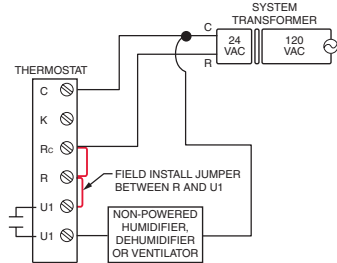 SYSTEM
TRANSFORMER
C
24
VAC
120
VAC
R
THERMOSTAT
C
K
RC
R
FIELD INSTALL JUMPER
BETWEEN R AND U1
U1
U1
NON-POWERED
HUMIDIFIER,
DEHUMIDIFIER
OR VENTILATOR